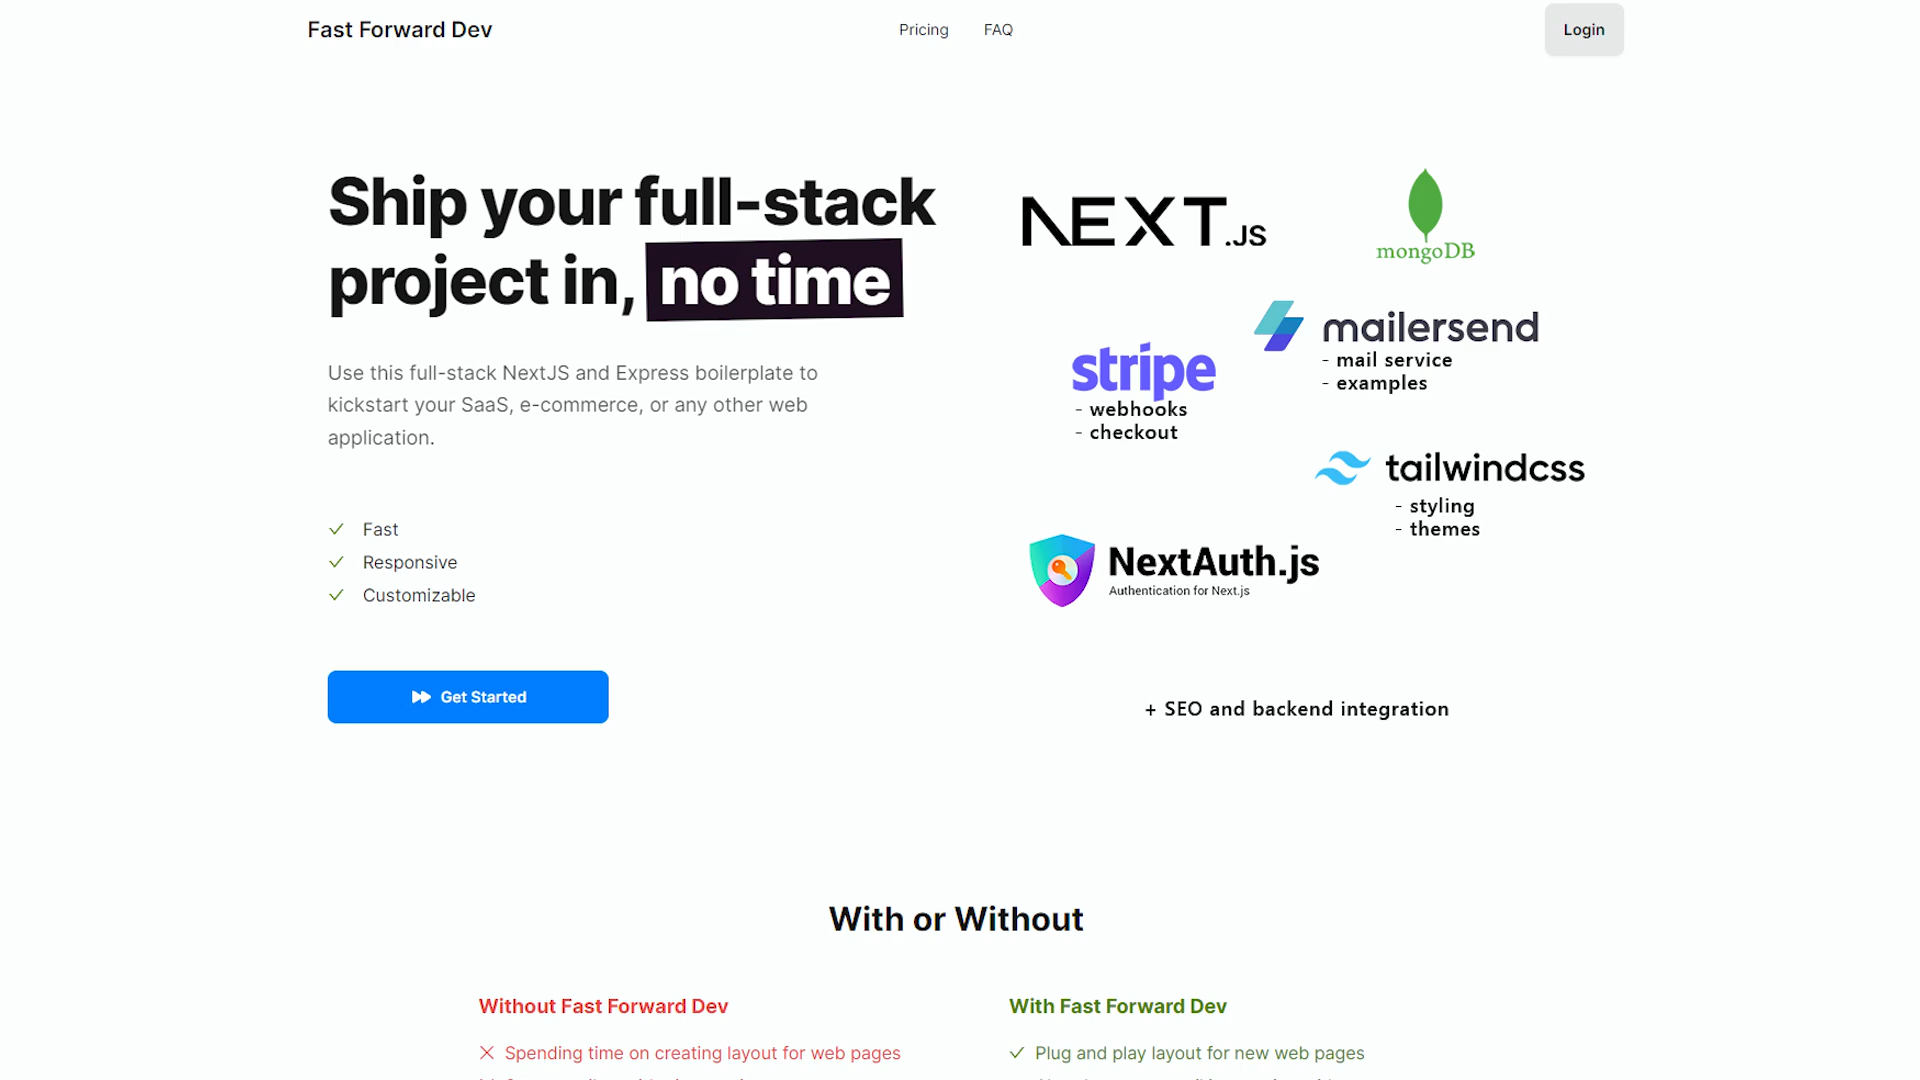 Fast Forward Dev
Pricing
FAQ
Login
Ship your full-stack
project in, no time
Use this full-stack NextJS and Express boilerplate to
kickstart your SaaS, e-commerce, or any other web
application.
Fast
Responsive
Customizable
Get Started
NEXT.JS
mongoDB
mailersend
- mail service
- examples
stripe
- webhooks
- checkout
tailwindcss
- styling
- themes
NextAuth.js
Authentication for Next.js
+ SEO and backend integration
With or Without
Without Fast Forward Dev
Spending time on creating layout for web pages
With Fast Forward Dev
Plug and play layout for new web pages